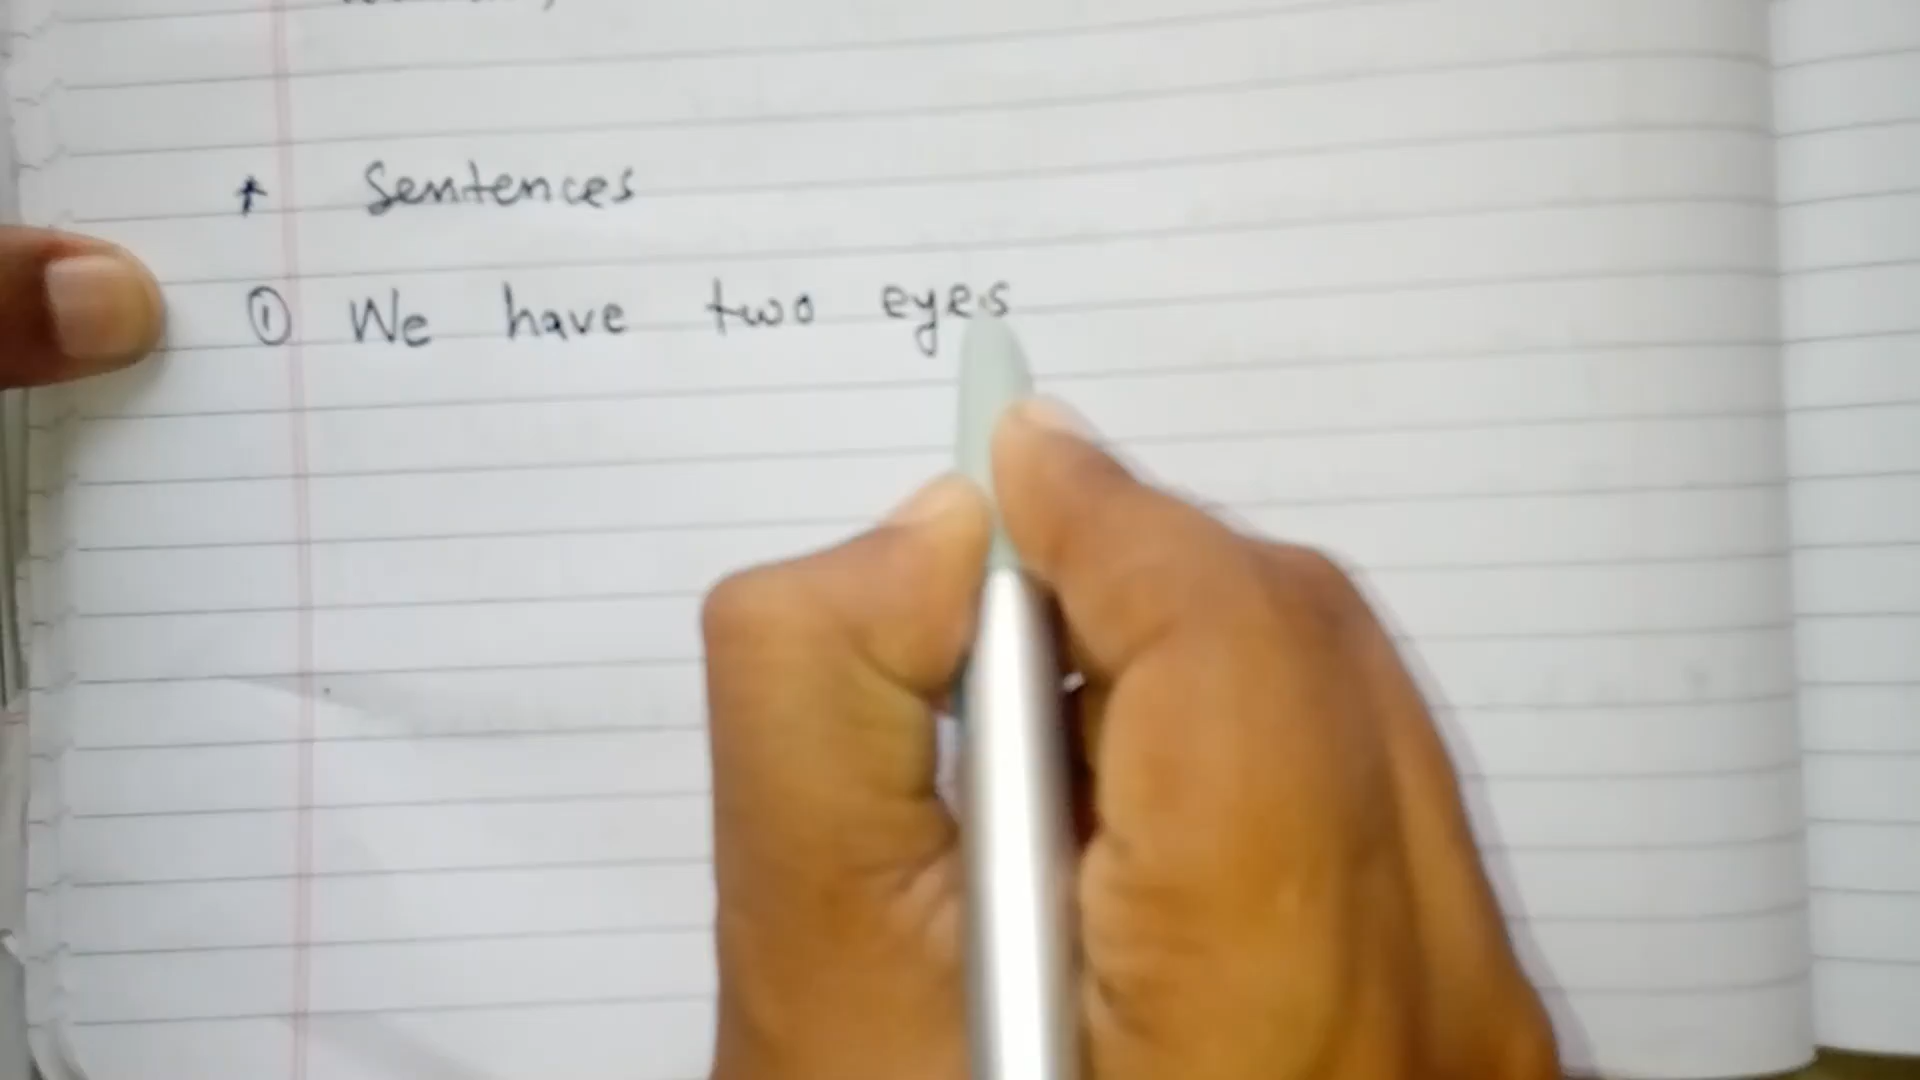 * Sentences
① We have two eyes